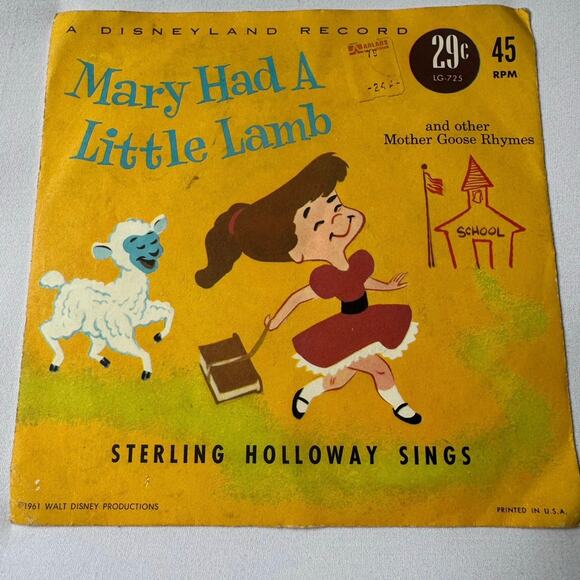 A DISNEYLAND RECORD
29¢
LG-725
45
RPM
Mary Had A
Little Lamb
and other
Mother Goose Rhymes
SCHOOL
STERLING HOLLOWAY SINGS
©1961 WALT DISNEY PRODUCTIONS
PRINTED IN U.S.A.